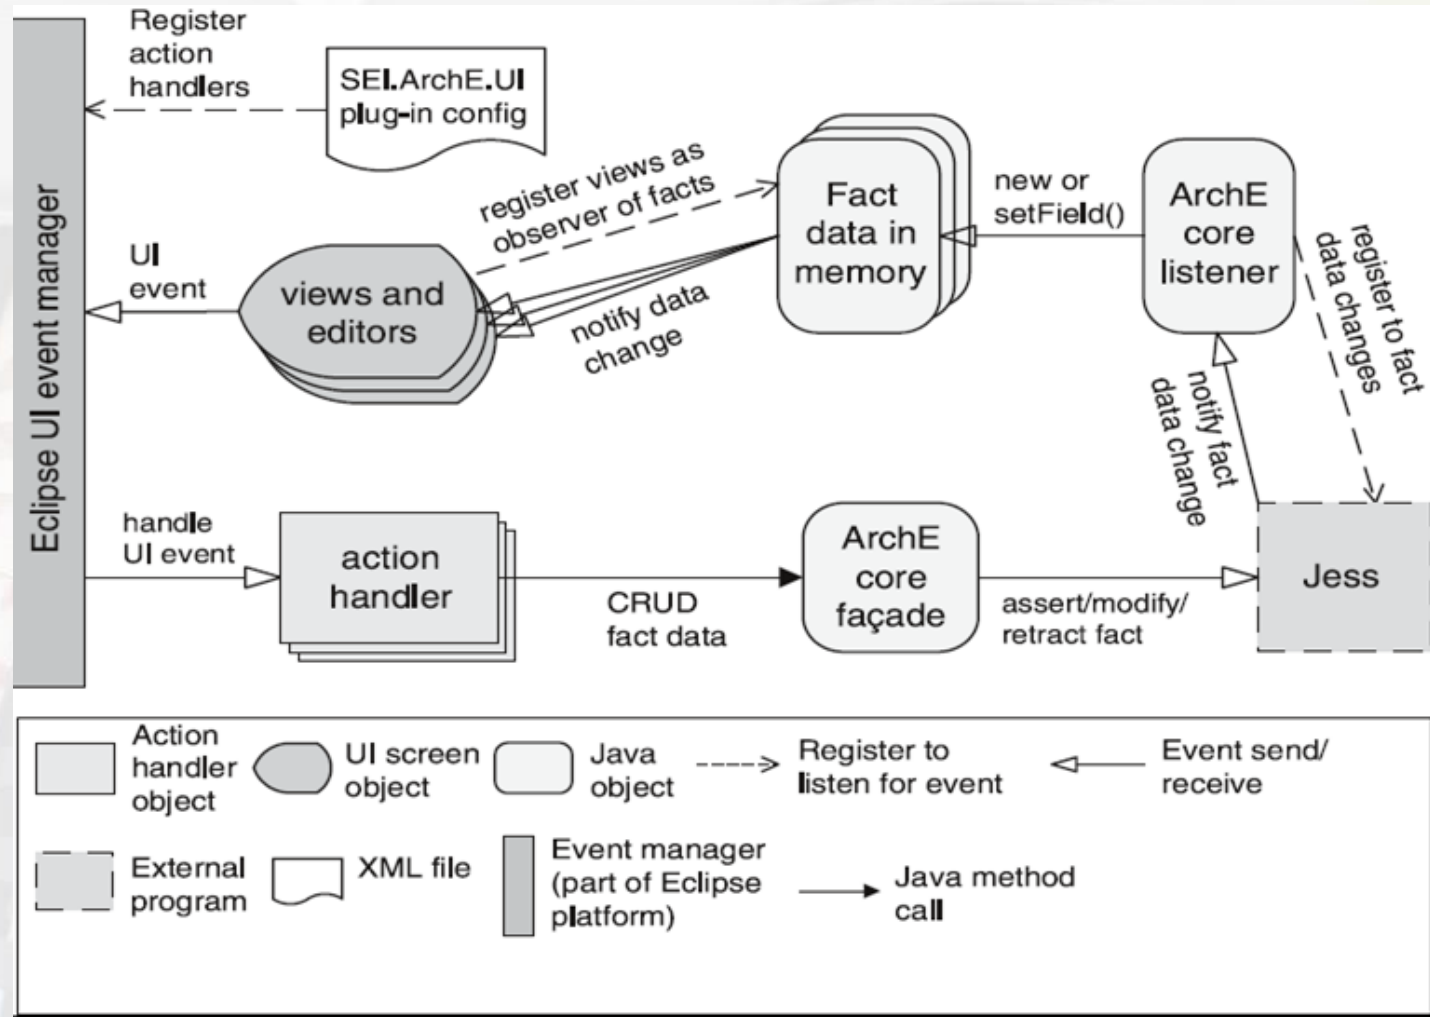 Register
action
handlers
SEI.ArchE.UI
plug-in config
register views as
observer of facts
Fact
data in
memory
new or
setField()
ArchE
core
listener
register to fact
data changes
UI
event
views and
editors
notify data
change
notify fact
data change
Eclipse UI event manager
handle
UI event
action
handler
CRUD
fact data
ArchE
core
façade
assert/modify/
retract fact
Jess
Action
handler
object
UI screen
object
Java
object
Register to
listen for event
Event send/
receive
External
program
XML file
Event manager
(part of Eclipse
platform)
Java method
call